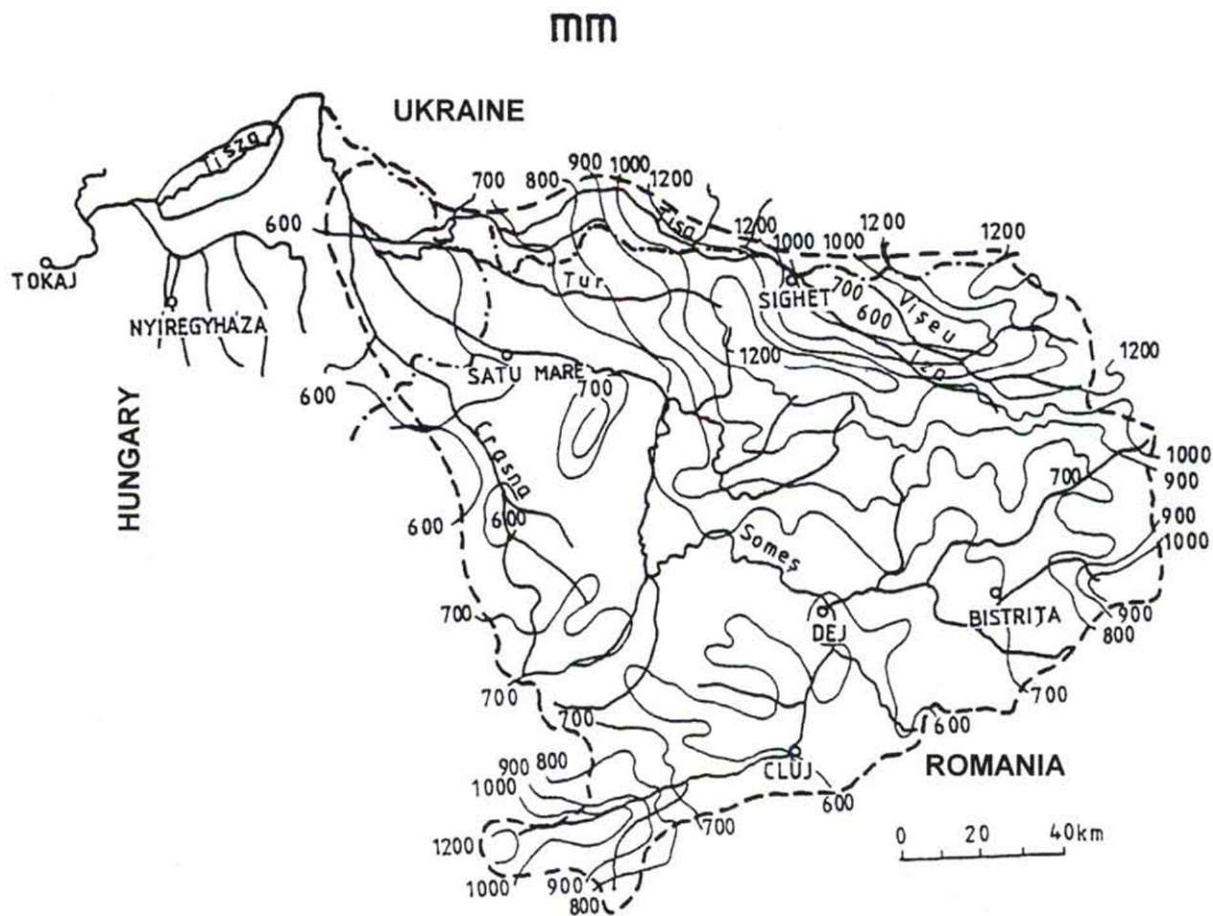 mm
UKRAINE
Tisza
700
800
900
1000
1200
Tisa
1200
1000
1000
1200
1200
600
TOKAJ
NYIREGYHÁZA
Tur
SIGHET
700
600
Vişeu
Iza
1200
1200
SATU MARE
700
600
HUNGARY
Crasna
600
600
700
1000
900
900
1000
Someş
DEJ
BISTRIŢA
900
800
700
700
700
700
600
ROMANIA
CLUJ
600
900 800
1000
700
1200
1000
900
800
0 20 40km